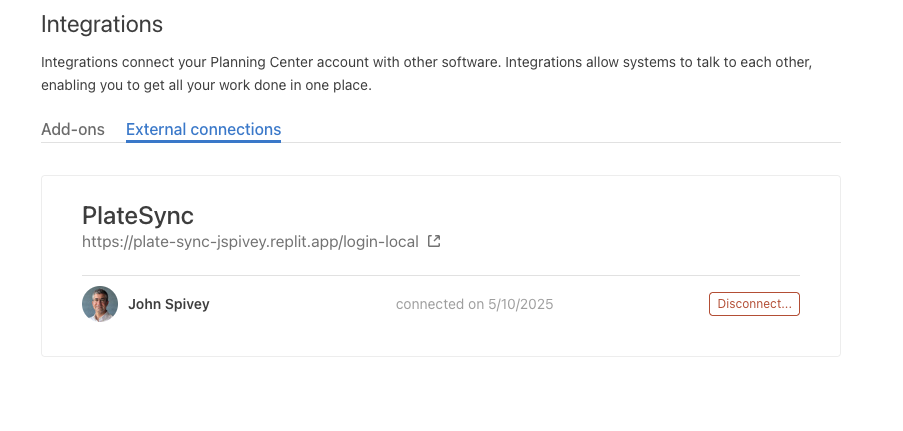 Integrations
Integrations connect your Planning Center account with other software. Integrations allow systems to talk to each other,
enabling you to get all your work done in one place.
Add-ons External connections
PlateSync
https://plate-sync-jspivey.replit.app/login-local
John Spivey connected on 5/10/2025 Disconnect...